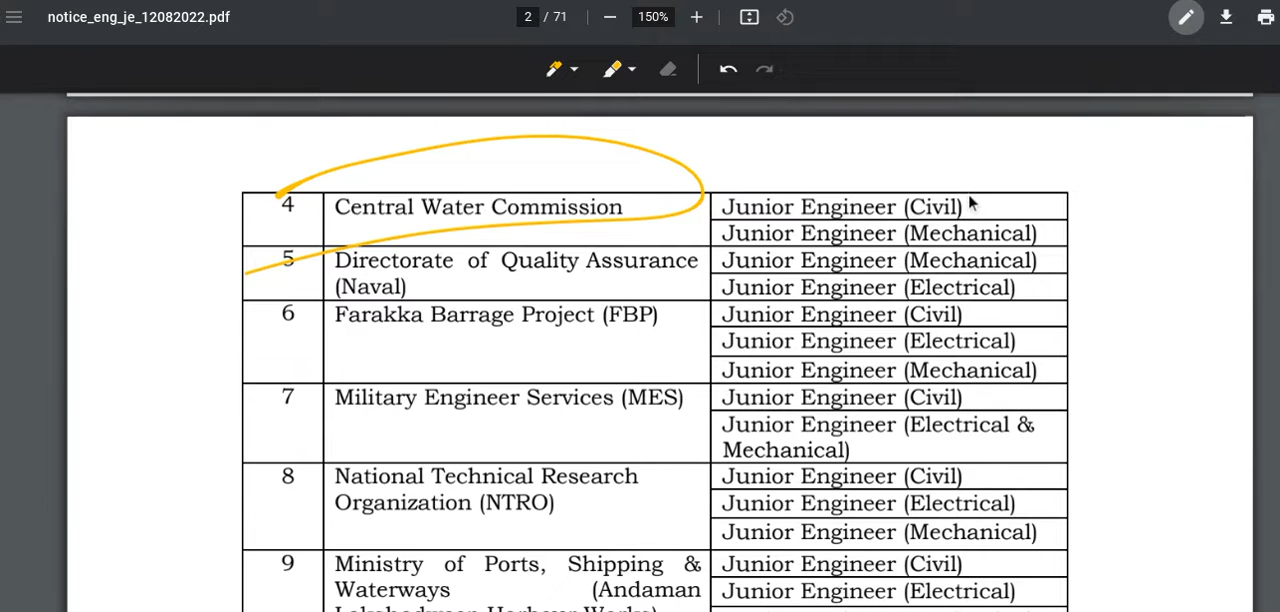 notice_eng_je_12082022.pdf
2 / 71
150%
4 Central Water Commission Junior Engineer (Civil)
Junior Engineer (Mechanical)
5 Directorate of Quality Assurance Junior Engineer (Mechanical)
(Naval) Junior Engineer (Electrical)
6 Farakka Barrage Project (FBP) Junior Engineer (Civil)
Junior Engineer (Electrical)
Junior Engineer (Mechanical)
7 Military Engineer Services (MES) Junior Engineer (Civil)
Junior Engineer (Electrical &
Mechanical)
8 National Technical Research Junior Engineer (Civil)
Organization (NTRO) Junior Engineer (Electrical)
Junior Engineer (Mechanical)
9 Ministry of Ports, Shipping & Junior Engineer (Civil)
Waterways (Andaman Junior Engineer (Electrical)